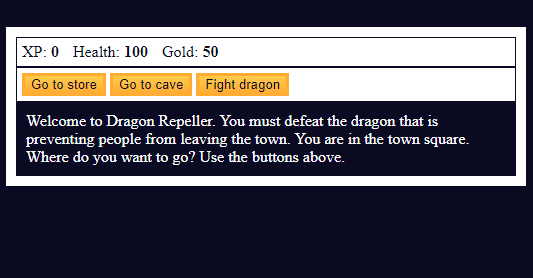 XP: 0 Health: 100 Gold: 50
Go to store Go to cave Fight dragon
Welcome to Dragon Repeller. You must defeat the dragon that is
preventing people from leaving the town. You are in the town square.
Where do you want to go? Use the buttons above.